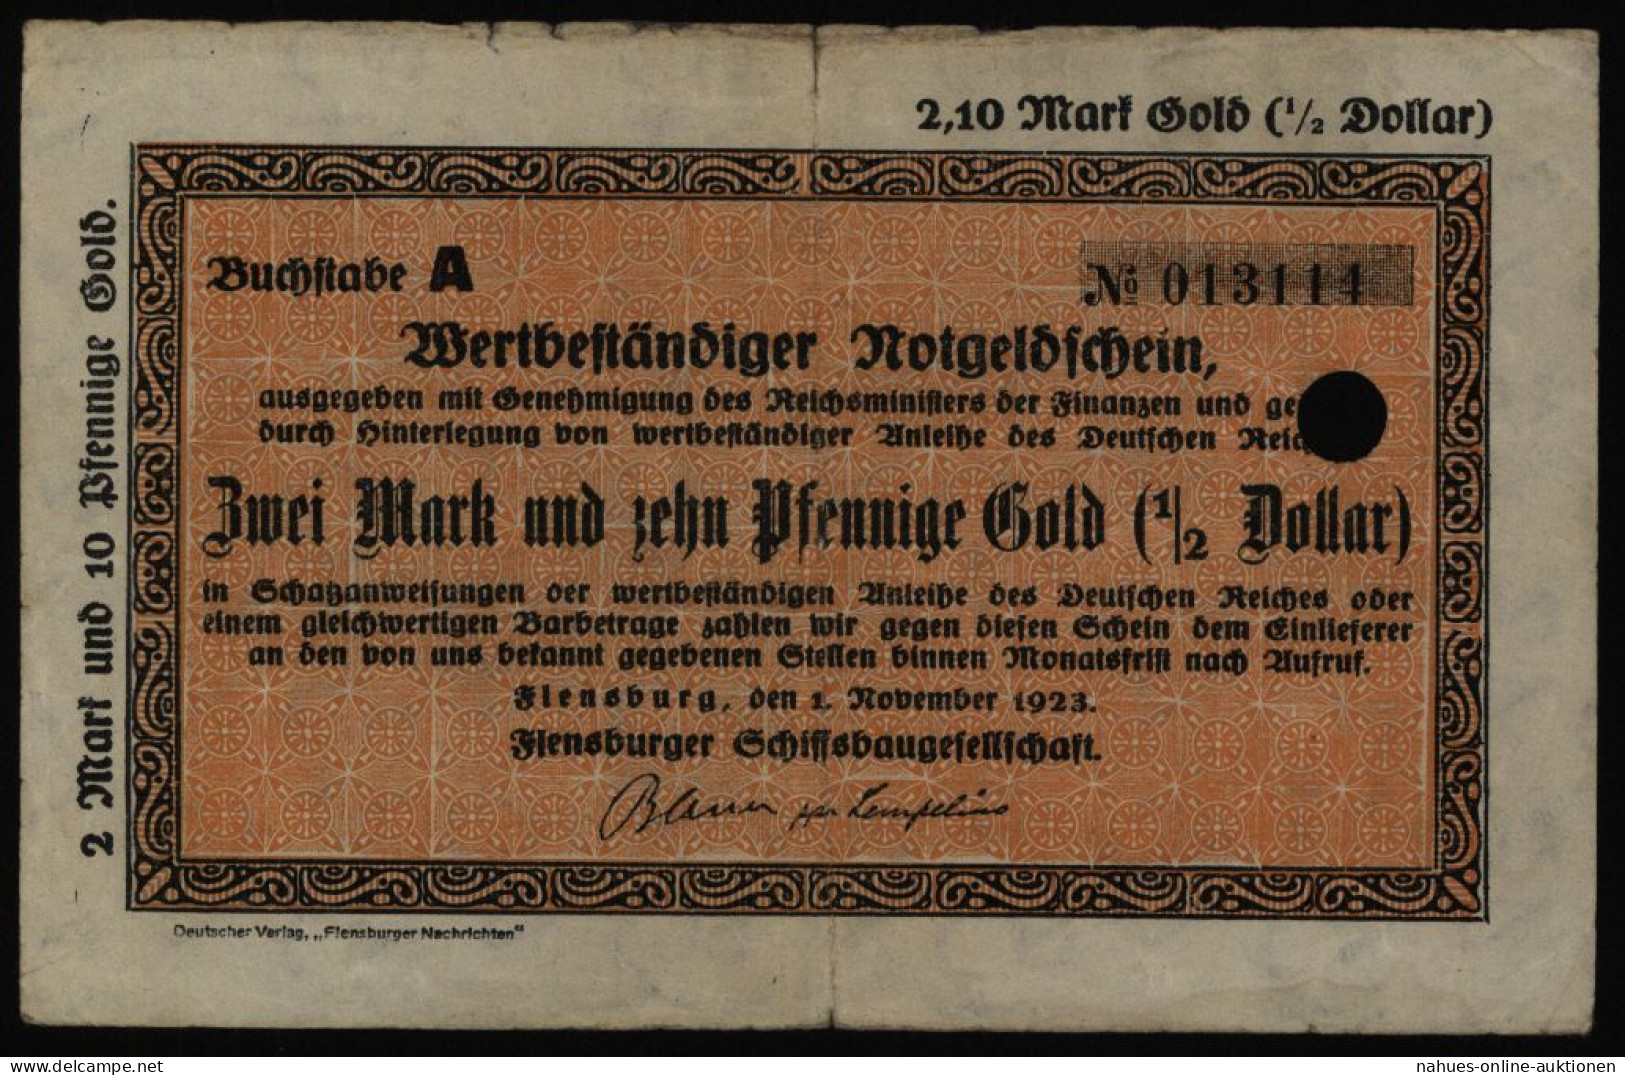 2,10 Mark Gold (1/2 Dollar)
2 Mark und 10 Pfennige Gold.
Buchstabe A
No 013114
Wertbeständiger Notgeldschein,
ausgegeben mit Genehmigung des Reichsministers der Finanzen und ge
durch Hinterlegung von wertbeständiger Anleihe des Deutschen Reic
Zwei Mark und zehn Pfennige Gold (1/2 Dollar)
in Schatzanweisungen der wertbeständigen Anleihe des Deutschen Reiches oder
einem gleichwertigen Barbetrage zahlen wir gegen diesen Schein dem Einlieferer
an den von uns bekannt gegebenen Stellen binnen Monatsfrist nach Aufruf.
Flensburg, den 1. November 1923.
Flensburger Schiffsbaugesellschaft.
Deutscher Verlag, „Flensburger Nachrichten“
nahues-online-auktionen